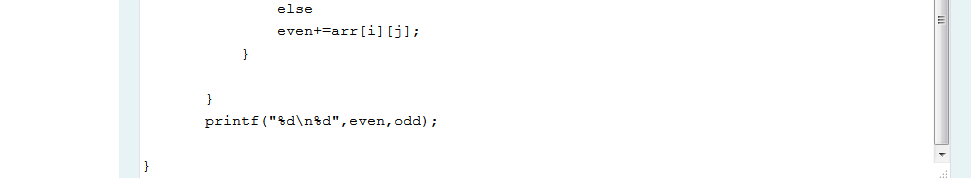 else
even+=arr[i][j];
}
}
printf("%d\n%d",even,odd);
}